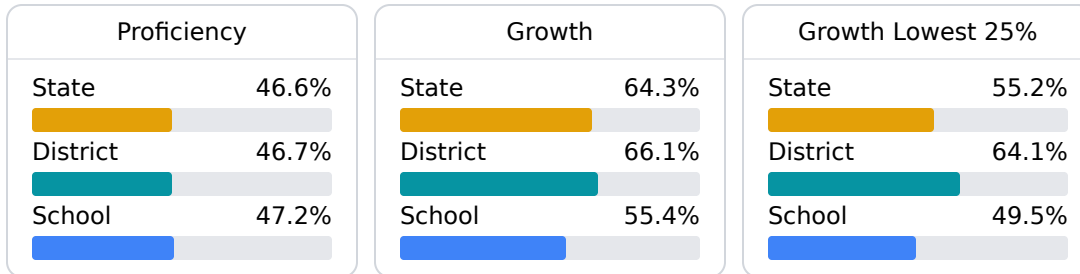 Proficiency
State 46.6%
District 46.7%
School 47.2%
Growth
State 64.3%
District 66.1%
School 55.4%
Growth Lowest 25%
State 55.2%
District 64.1%
School 49.5%